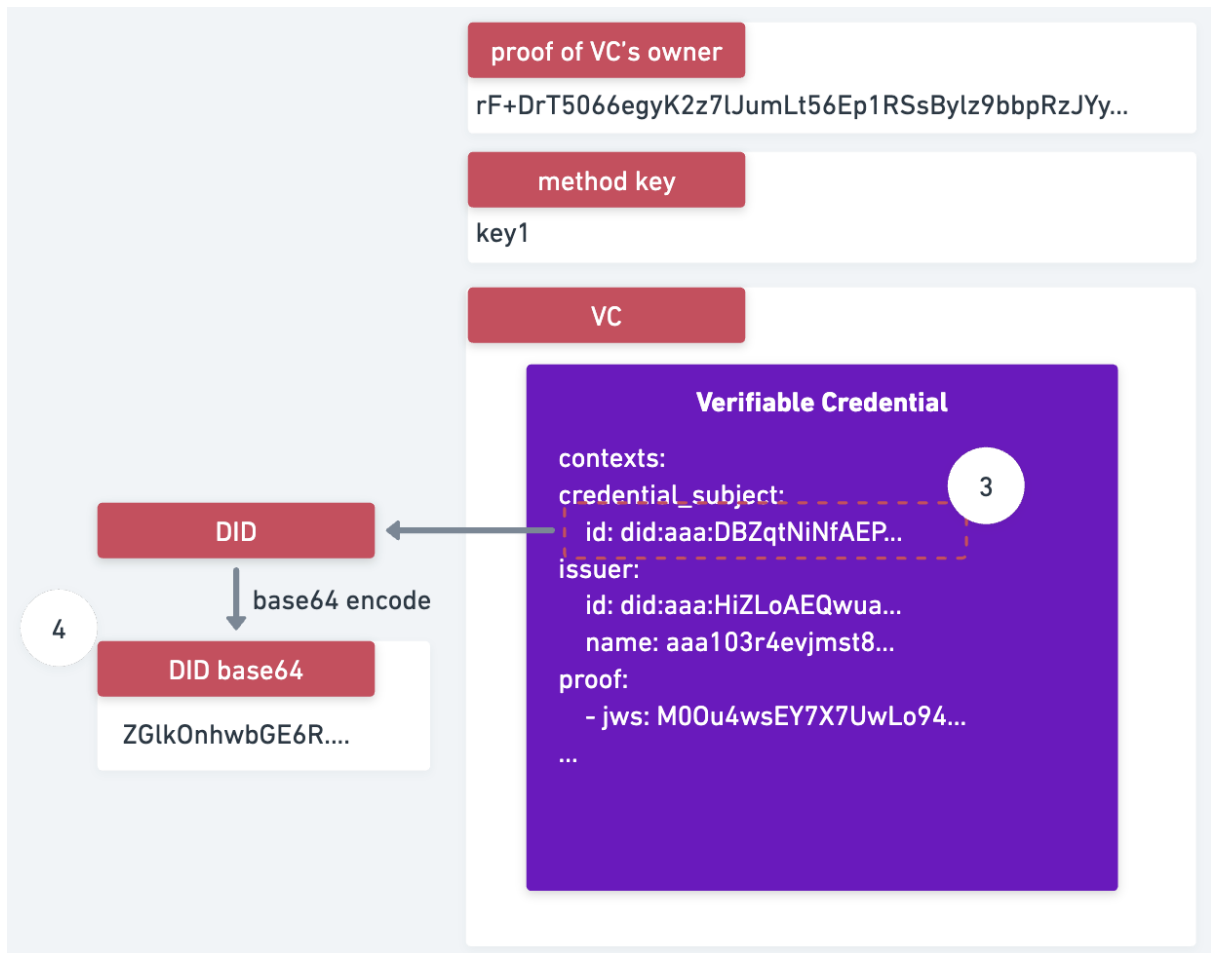 proof of VC's owner
rF+DrT5066egyK2z7lJumLt56Ep1RSsBylz9bbpRzJYy...
method key
key1
VC
Verifiable Credential
contexts:
credential_subject:
id: did:aaa:DBZqtNiNfAEP...
issuer:
id: did:aaa:HiZLoAEQwua...
name: aaa103r4evjmst8...
proof:
- jws: M0Ou4wsEY7X7UwLo94...
...
3
DID
base64 encode
4
DID base64
ZGlkOnhwbGE6R....